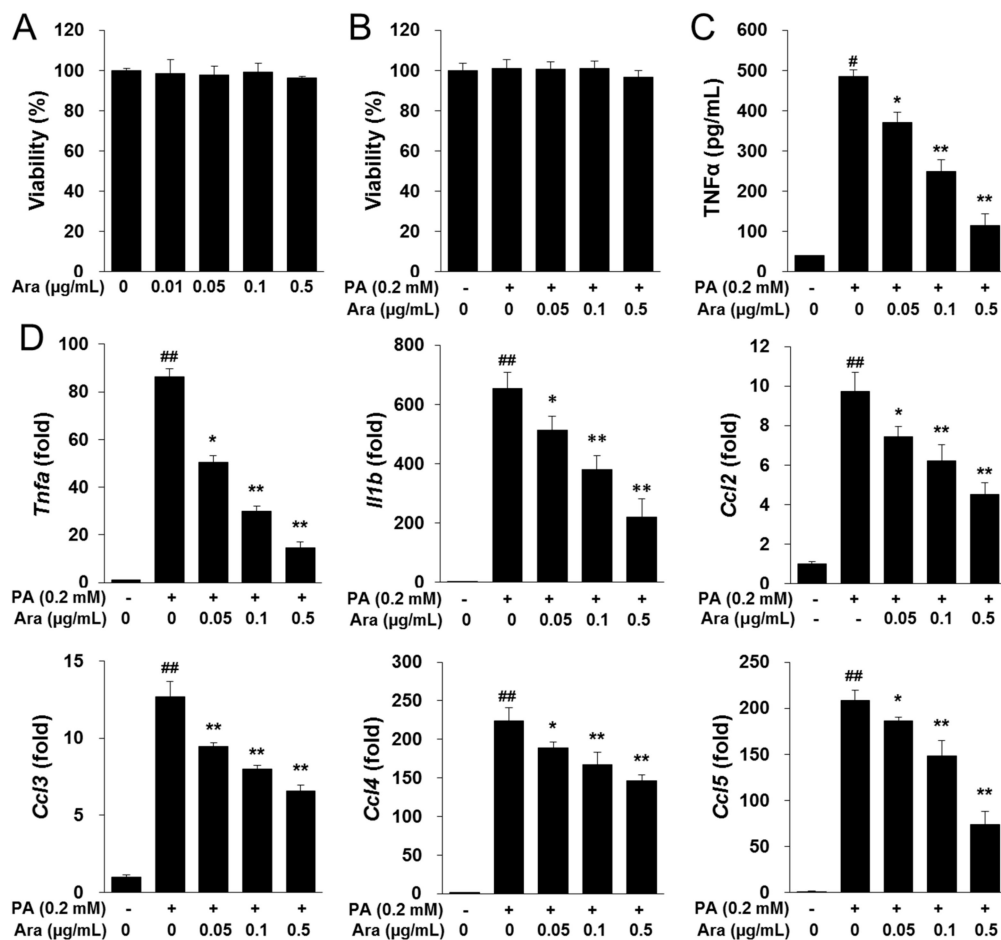 A
Viability (%)
120
100
80
60
40
20
0
Ara (μg/mL) 0 0.01 0.05 0.1 0.5
B
Viability (%)
120
100
80
60
40
20
0
PA (0.2 mM) - + + + +
Ara (μg/mL) 0 0 0.05 0.1 0.5
C
TNFα (pg/mL)
600
500
400
300
200
100
0
# * ** **
PA (0.2 mM) - + + + +
Ara (μg/mL) 0 0 0.05 0.1 0.5
D
Tnfa (fold)
100
80
60
40
20
0
## * ** **
PA (0.2 mM) - + + + +
Ara (μg/mL) 0 0 0.05 0.1 0.5
Il1b (fold)
800
600
400
200
0
## * ** **
PA (0.2 mM) - + + + +
Ara (μg/mL) 0 0 0.05 0.1 0.5
Ccl2 (fold)
12
10
8
6
4
2
0
## * ** **
PA (0.2 mM) - + + + +
Ara (μg/mL) - - 0.05 0.1 0.5
Ccl3 (fold)
15
10
5
0
## ** ** **
PA (0.2 mM) - + + + +
Ara (μg/mL) 0 0 0.05 0.1 0.5
Ccl4 (fold)
300
250
200
150
100
50
0
## * ** **
PA (0.2 mM) - + + + +
Ara (μg/mL) 0 0 0.05 0.1 0.5
Ccl5 (fold)
250
200
150
100
50
0
## * ** **
PA (0.2 mM) - + + + +
Ara (μg/mL) 0 0 0.05 0.1 0.5